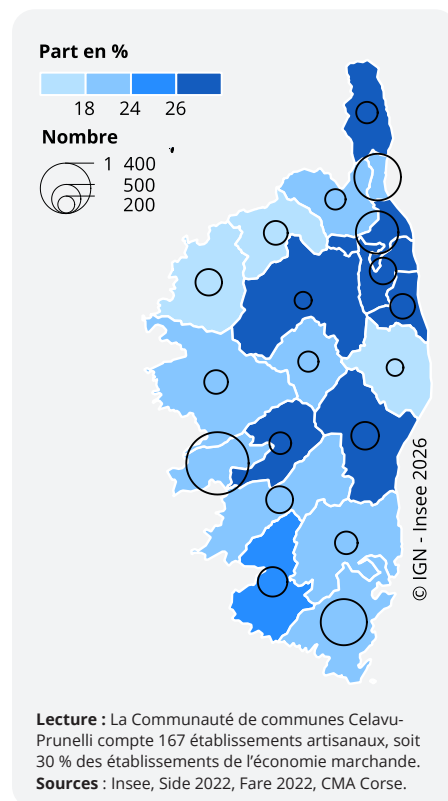 Part en %
18 24 26
Nombre
1 400
500
200
© IGN - Insee 2026
Lecture : La Communauté de communes Celavu-
Prunelli compte 167 établissements artisanaux, soit
30 % des établissements de l’économie marchande.
Sources : Insee, Side 2022, Fare 2022, CMA Corse.